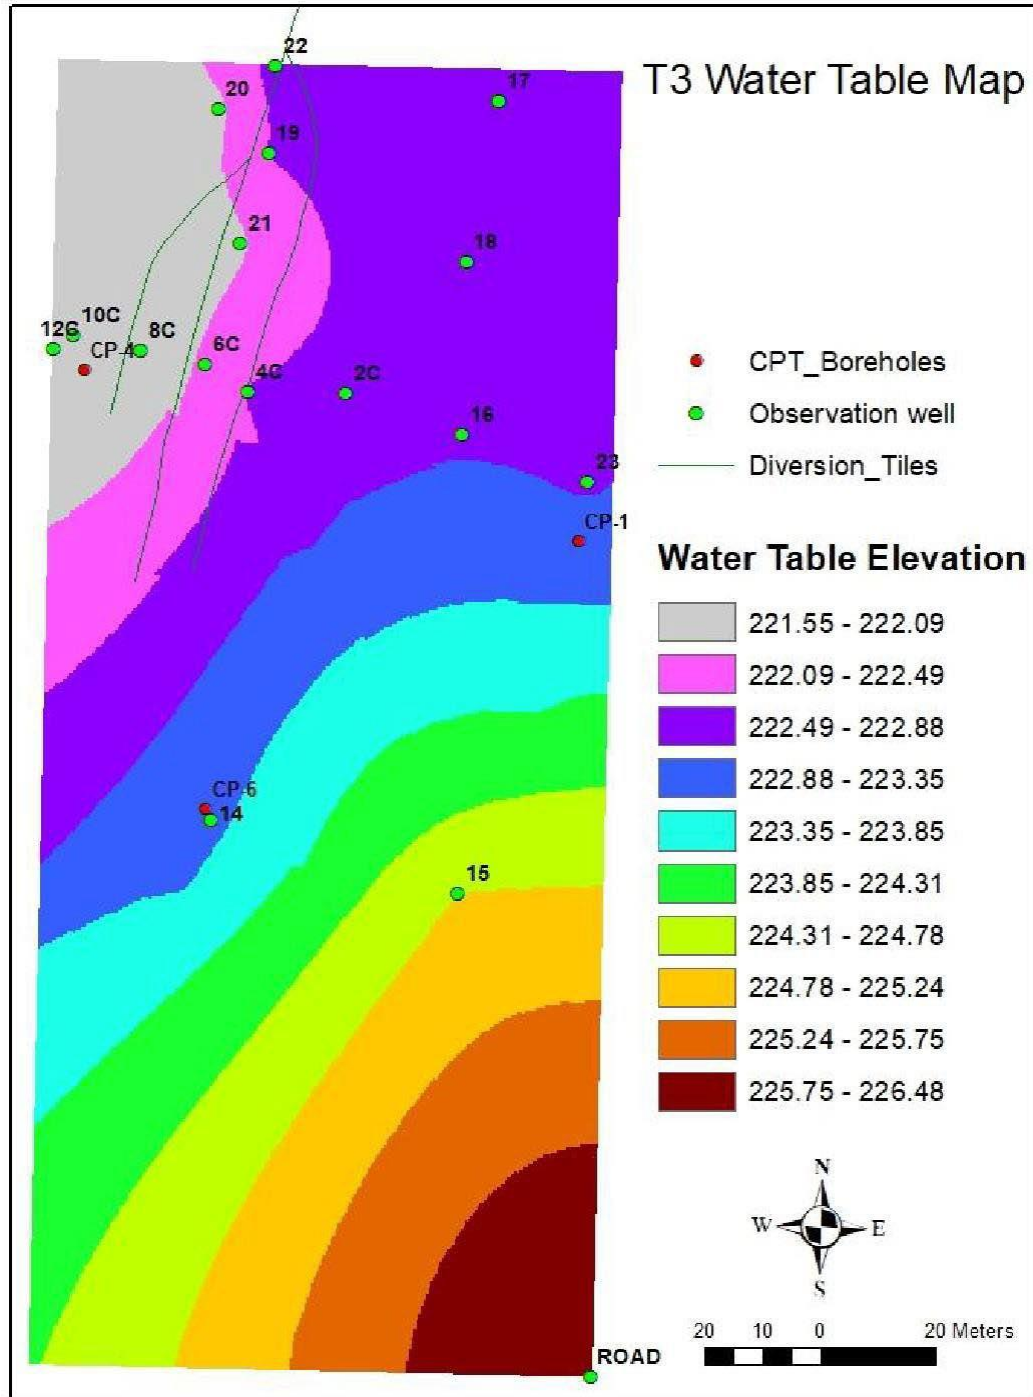 T3 Water Table Map
22
17
20
19
21
18
10C
12C
8C
CP-4
6C
4C
2C
16
23
CP-1
CP-6
14
15
ROAD
CPT_Boreholes
Observation well
Diversion_Tiles
Water Table Elevation
221.55 - 222.09
222.09 - 222.49
222.49 - 222.88
222.88 - 223.35
223.35 - 223.85
223.85 - 224.31
224.31 - 224.78
224.78 - 225.24
225.24 - 225.75
225.75 - 226.48
N
W E
S
20 10 0 20 Meters